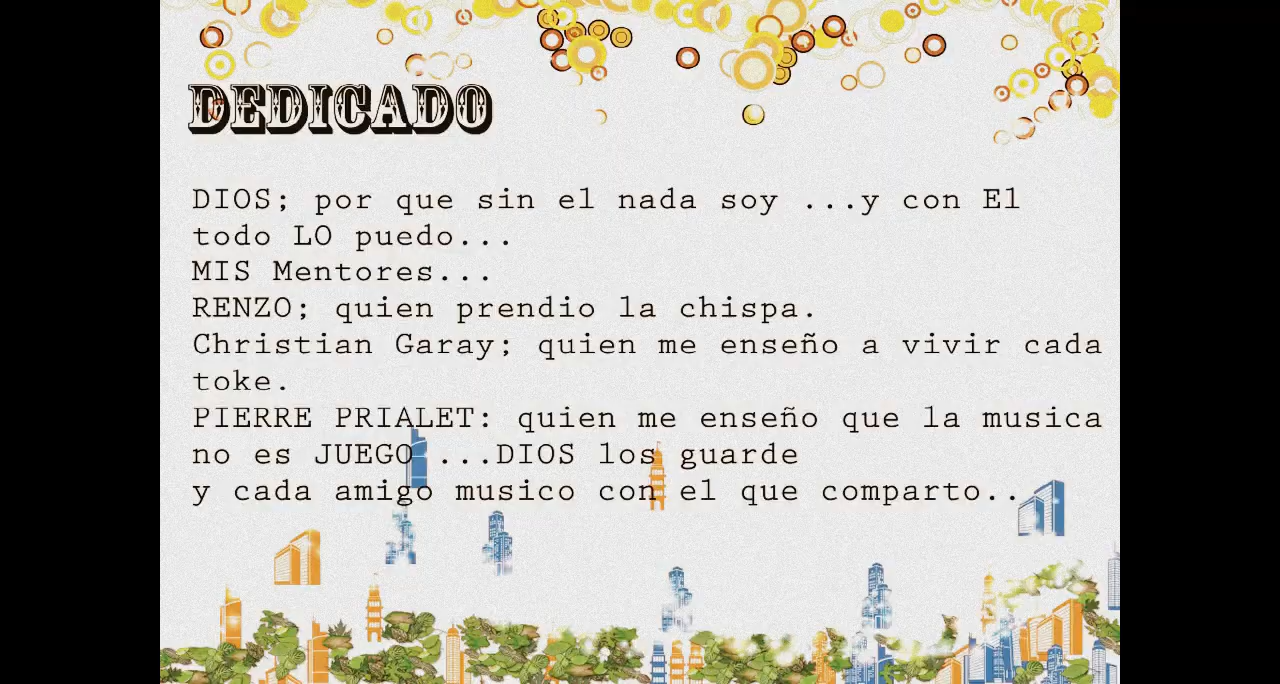 DEDICADO
DIOS; por que sin el nada soy ...y con El
todo LO puedo...
MIS Mentores...
RENZO; quien prendio la chispa.
Christian Garay; quien me enseño a vivir cada
toke.
PIERRE PRIALET: quien me enseño que la musica
no es JUEGO ...DIOS los guarde
y cada amigo musico con el que comparto..